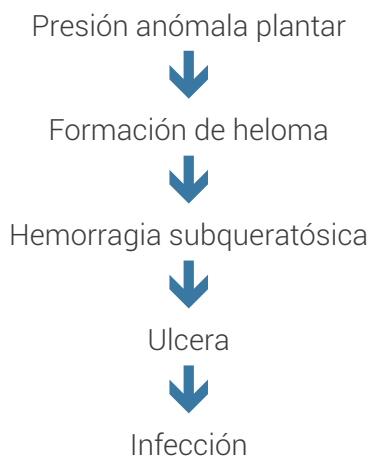 Presión anómala plantar
Formación de heloma
Hemorragia subqueratósica
Ulcera
Infección